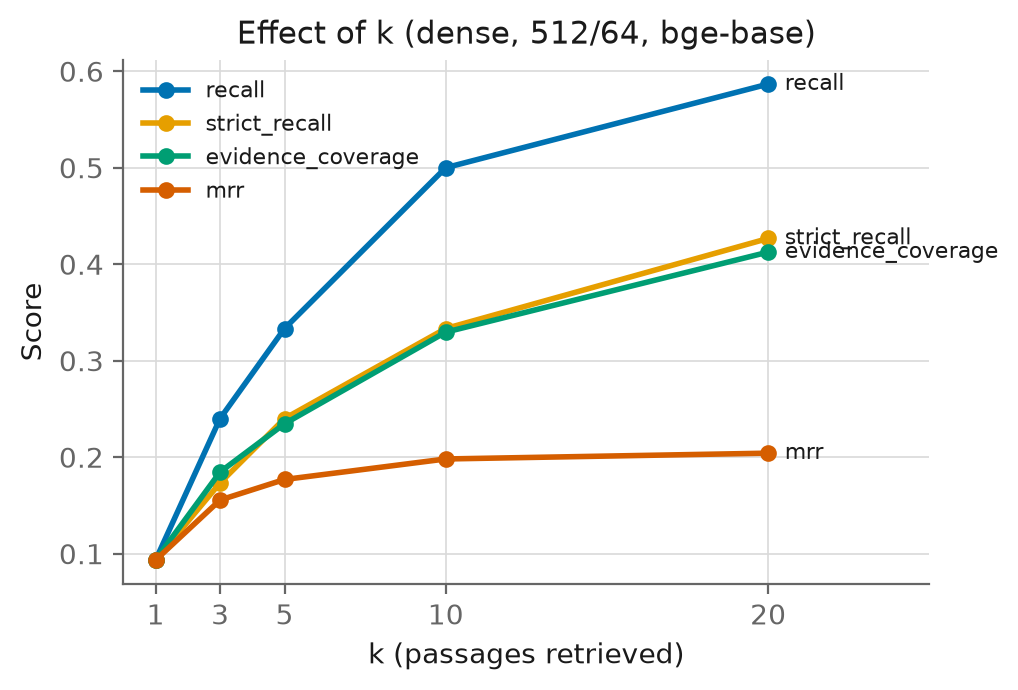 Effect of k (dense, 512/64, bge-base)
0.6
0.5
0.4
0.3
0.2
0.1
Score
recall
strict_recall
evidence_coverage
mrr
recall
strict_recall
evidence_coverage
mrr
1 3 5 10 20
k (passages retrieved)